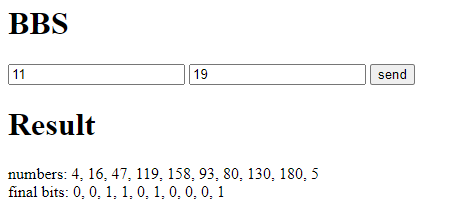 BBS
11 19 send
Result
numbers: 4, 16, 47, 119, 158, 93, 80, 130, 180, 5
final bits: 0, 0, 1, 1, 0, 1, 0, 0, 0, 1